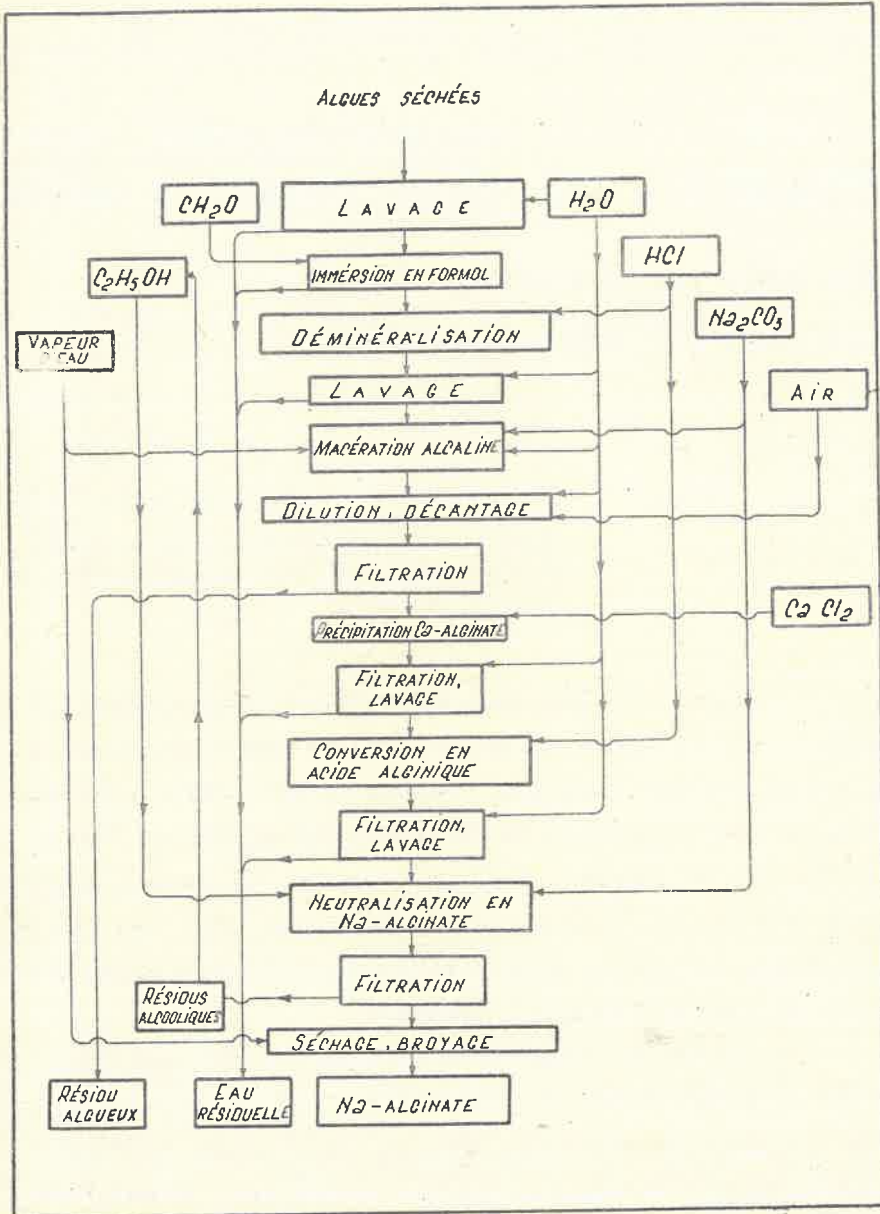 ALGUES SÉCHÉES
CH2O
LAVAGE
H2O
HCl
C2H5OH
IMMÉRSION EN FORMOL
Na2CO3
DÉMINÉRALISATION
VAPEUR
D'EAU
LAVAGE
AIR
MACÉRATION ALCALINE
DILUTION, DÉCANTAGE
FILTRATION
CaCl2
PRÉCIPITATION Ca-ALGINATE
FILTRATION,
LAVAGE
CONVERSION EN
ACIDE ALGINIQUE
FILTRATION,
LAVAGE
NEUTRALISATION EN
Na-ALGINATE
FILTRATION
RÉSIDUS
ALCOOLIQUES
SÉCHAGE, BROYAGE
RÉSIDU
ALGUEUX
EAU
RÉSIDUELLE
Na-ALGINATE